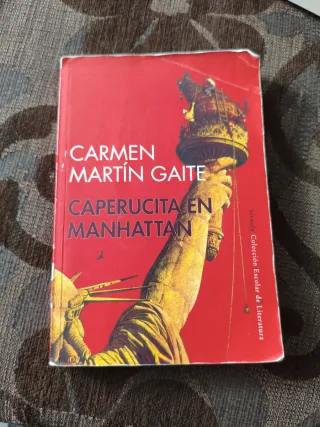 CARMEN
MARTÍN GAITE
CAPERUCITA EN
MANHATTAN
Colección Escolar de Literatura